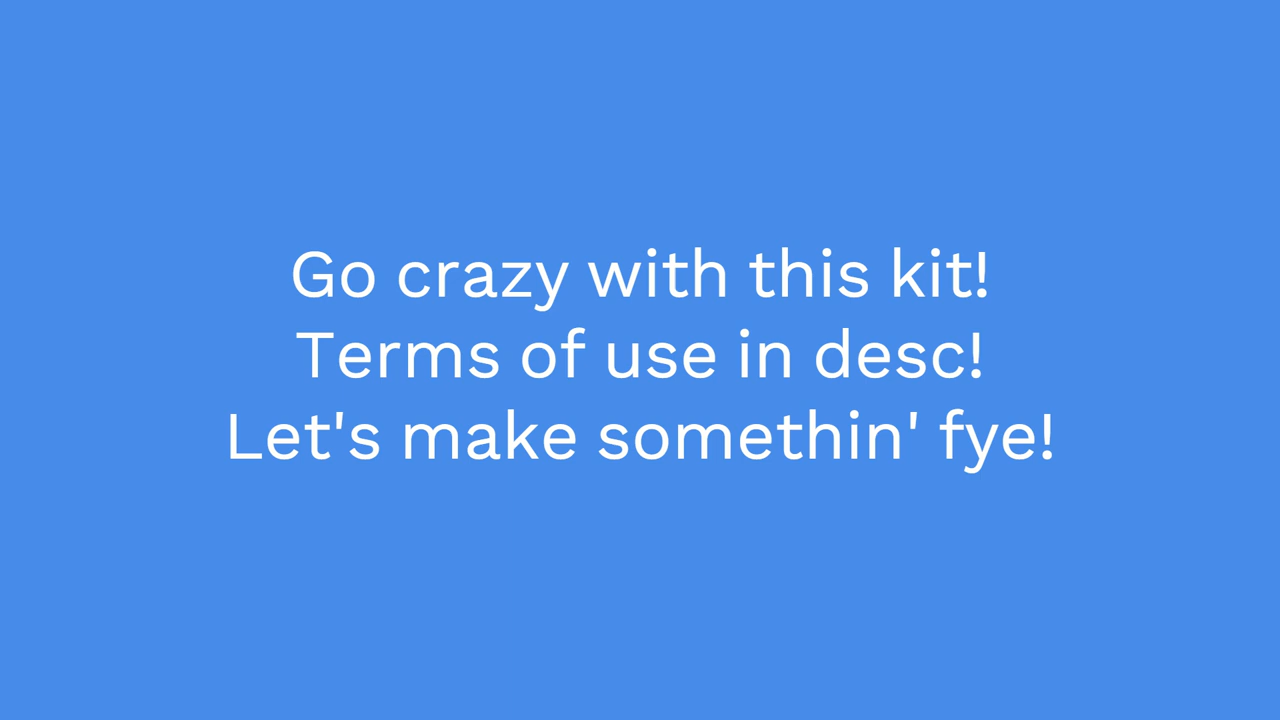 Go crazy with this kit!
Terms of use in desc!
Let's make somethin' fye!